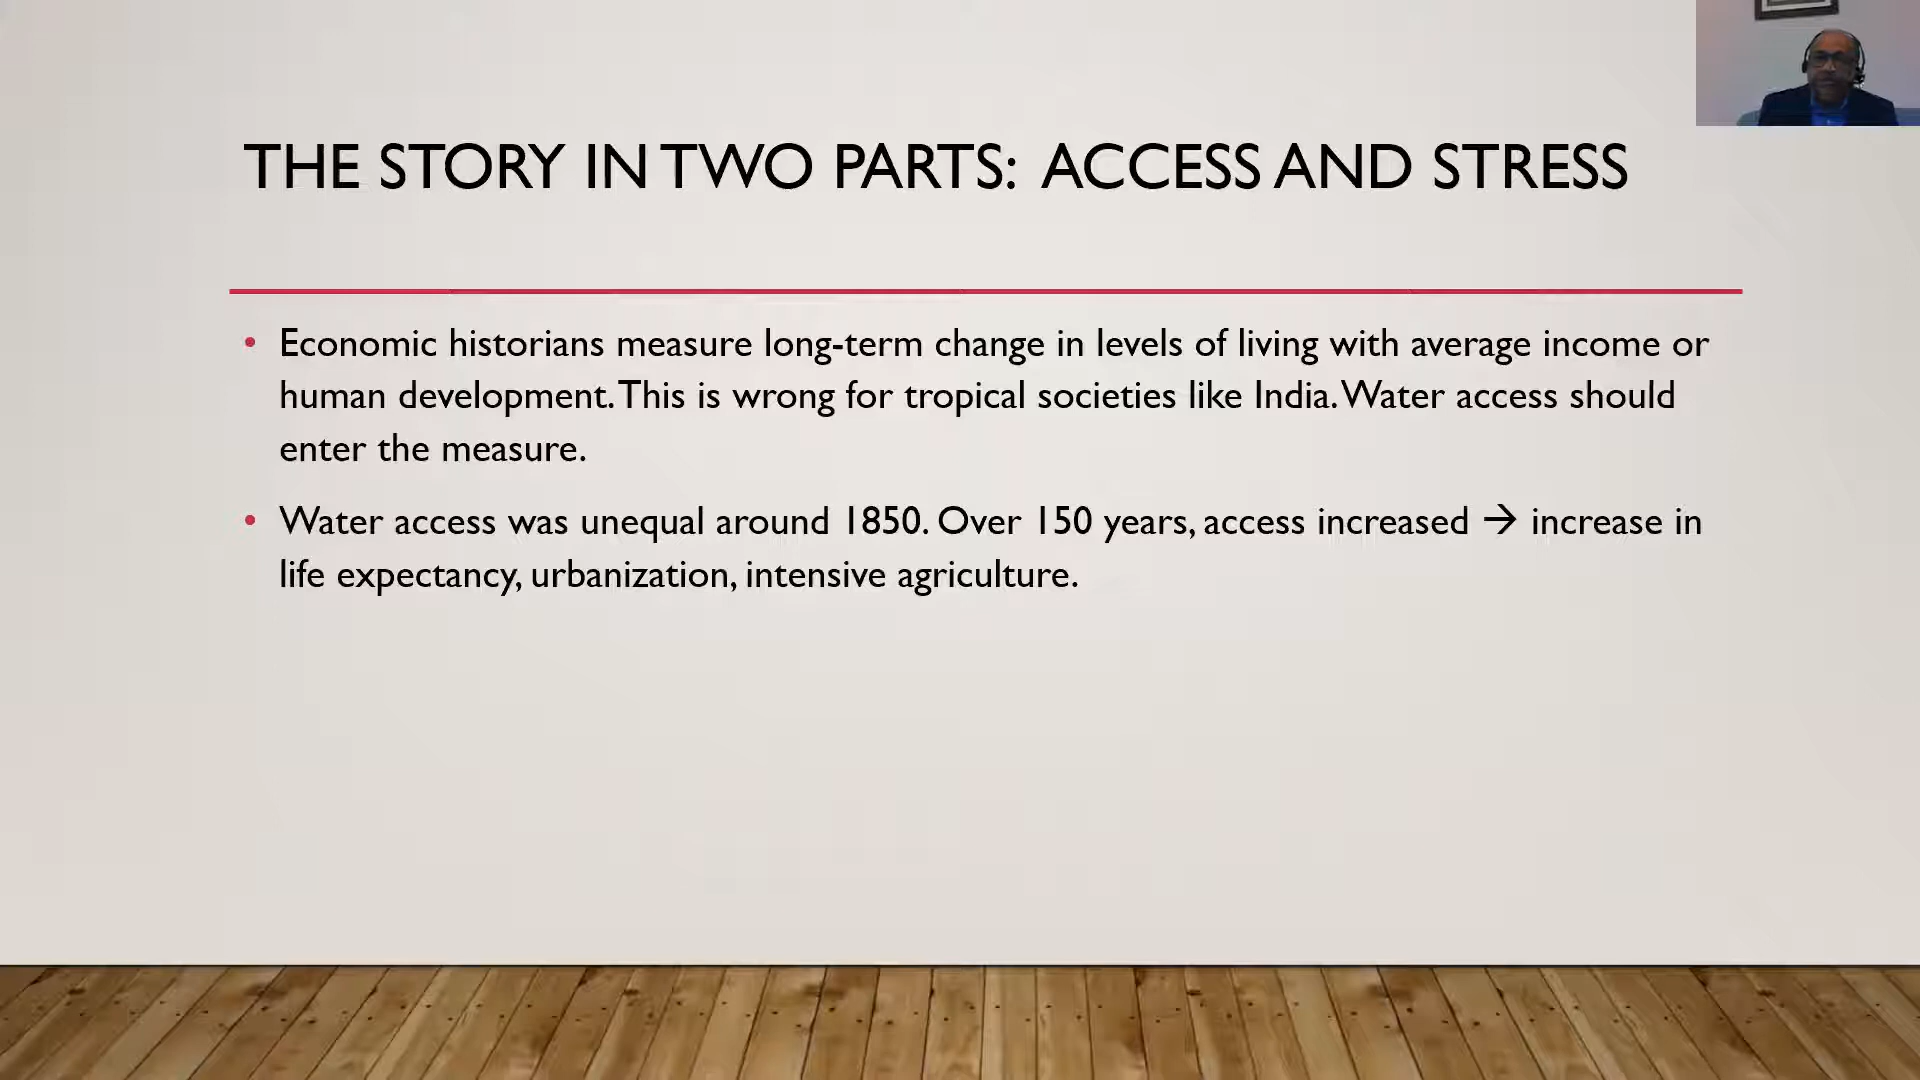 THE STORY IN TWO PARTS: ACCESS AND STRESS
• Economic historians measure long-term change in levels of living with average income or
human development. This is wrong for tropical societies like India. Water access should
enter the measure.
• Water access was unequal around 1850. Over 150 years, access increased → increase in
life expectancy, urbanization, intensive agriculture.